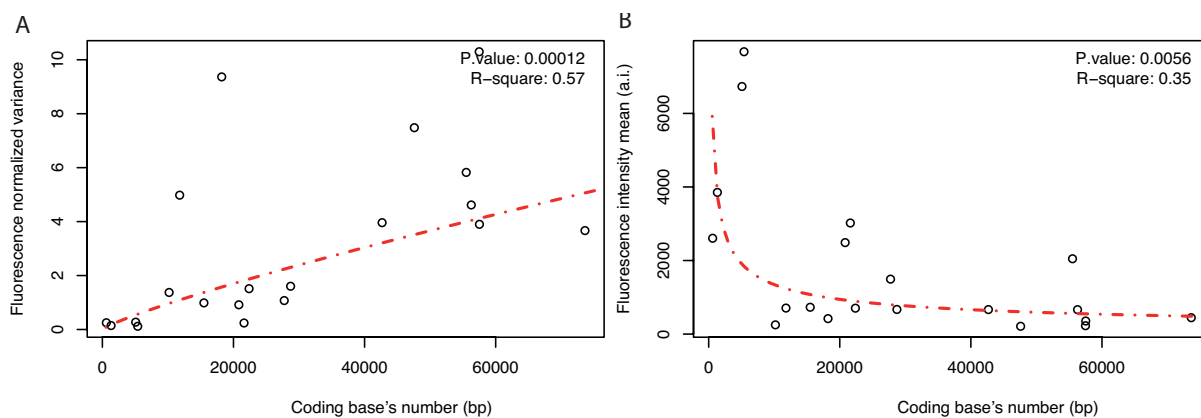 A
Fluorescence normalized variance
0
2
4
6
8
10
P.value: 0.00012
R−square: 0.57
0
20000
40000
60000
Coding base's number (bp)
B
Fluorescence intensity mean (a.i.)
0
2000
4000
6000
P.value: 0.0056
R−square: 0.35
0
20000
40000
60000
Coding base's number (bp)